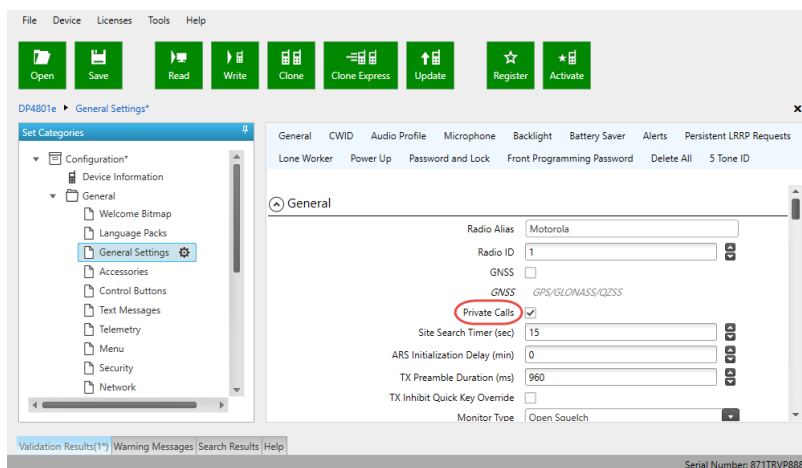 File Device Licenses Tools Help
Open Save Read Write Clone Clone Express Update Register Activate
DP4801e General Settings*
Set Categories
Configuration*
Device Information
General
Welcome Bitmap
Language Packs
General Settings
Accessories
Control Buttons
Text Messages
Telemetry
Menu
Security
Network
General CWID Audio Profile Microphone Backlight Battery Saver Alerts Persistent LRRP Requests
Lone Worker Power Up Password and Lock Front Programming Password Delete All 5 Tone ID
General
Radio Alias Motorola
Radio ID 1
GNSS
GNSS GPS/GLONASS/QZSS
Private Calls
Site Search Timer (sec) 15
ARS Initialization Delay (min) 0
TX Preamble Duration (ms) 960
TX Inhibit Quick Key Override
Monitor Type Open Squelch
Validation Results(1*) Warning Messages Search Results Help
Serial Number: 871TRVP888